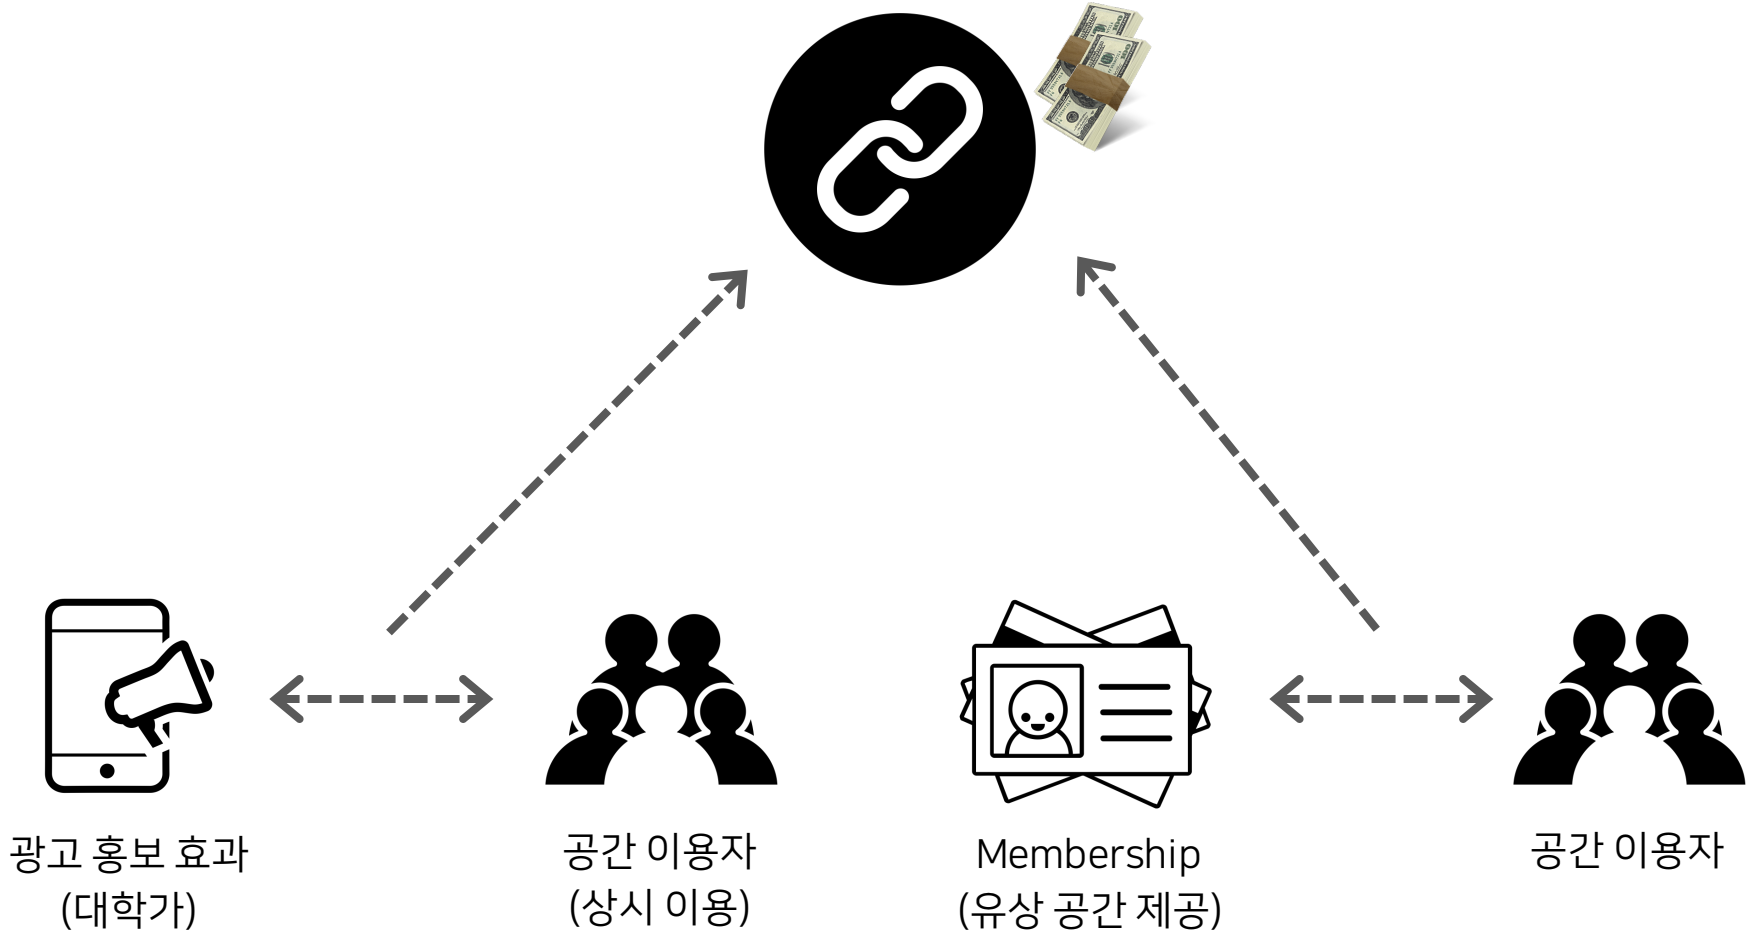 광고 홍보 효과
(대학가)
공간 이용자
(상시 이용)
Membership
(유상 공간 제공)
공간 이용자